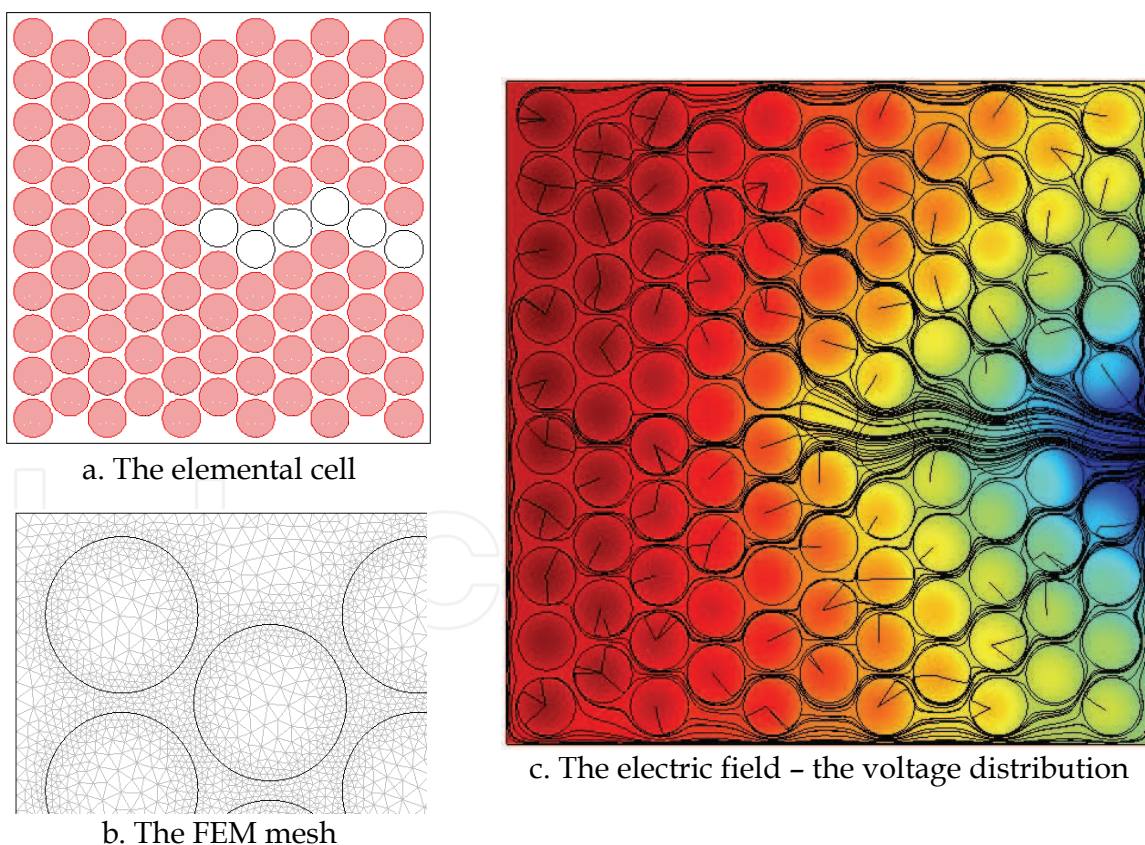 a. The elemental cell
b. The FEM mesh
c. The electric field – the voltage distribution